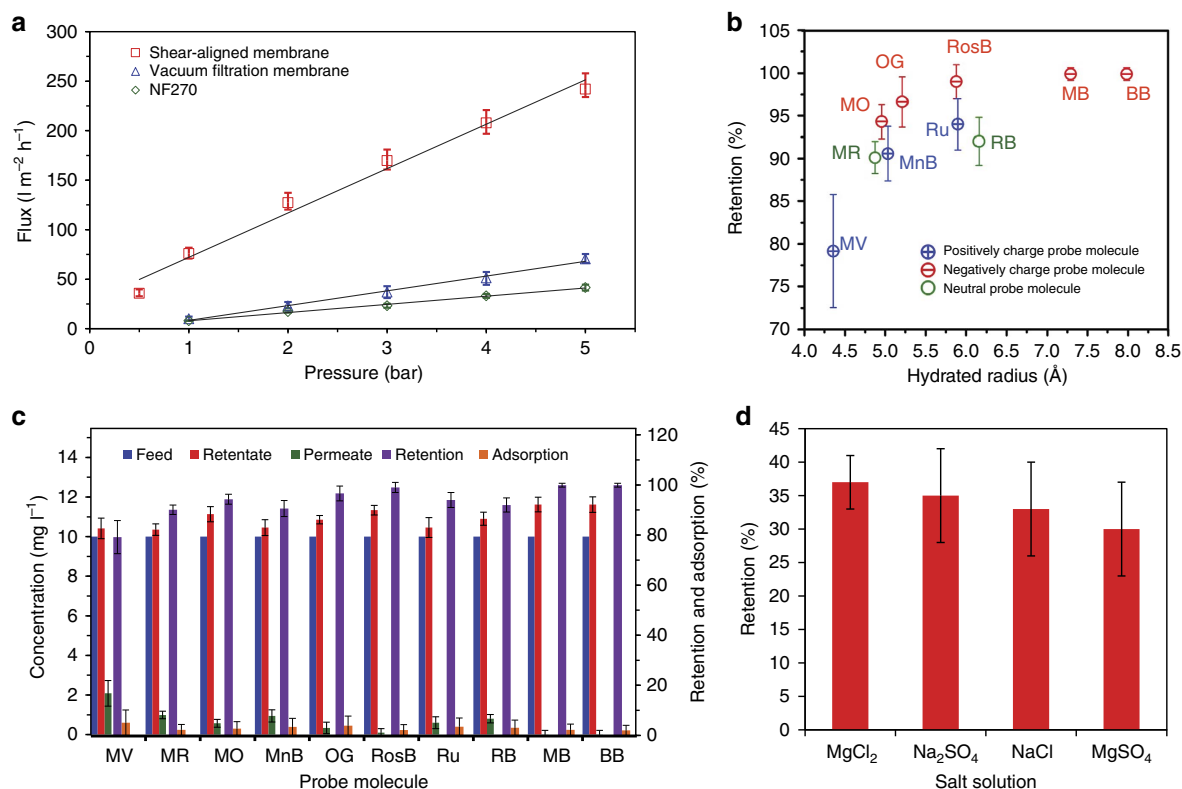 a
300
250
200
150
100
50
0
Flux (l m⁻² h⁻¹)
Shear-aligned membrane
Vacuum filtration membrane
NF270
0 1 2 3 4 5
Pressure (bar)
b
105
100
95
90
85
80
75
70
Retention (%)
RosB
OG
MO
MB
BB
Ru
RB
MR
MnB
MV
Positively charge probe molecule
Negatively charge probe molecule
Neutral probe molecule
4.0 4.5 5.0 5.5 6.0 6.5 7.0 7.5 8.0 8.5
Hydrated radius (Å)
c
14
12
10
8
6
4
2
0
Concentration (mg l⁻¹)
Feed Retentate Permeate Retention Adsorption
120
100
80
60
40
20
0
Retention and adsorption (%)
MV MR MO MnB OG RosB Ru RB MB BB
Probe molecule
d
45
40
35
30
25
20
15
10
5
0
Retention (%)
MgCl₂ Na₂SO₄ NaCl MgSO₄
Salt solution